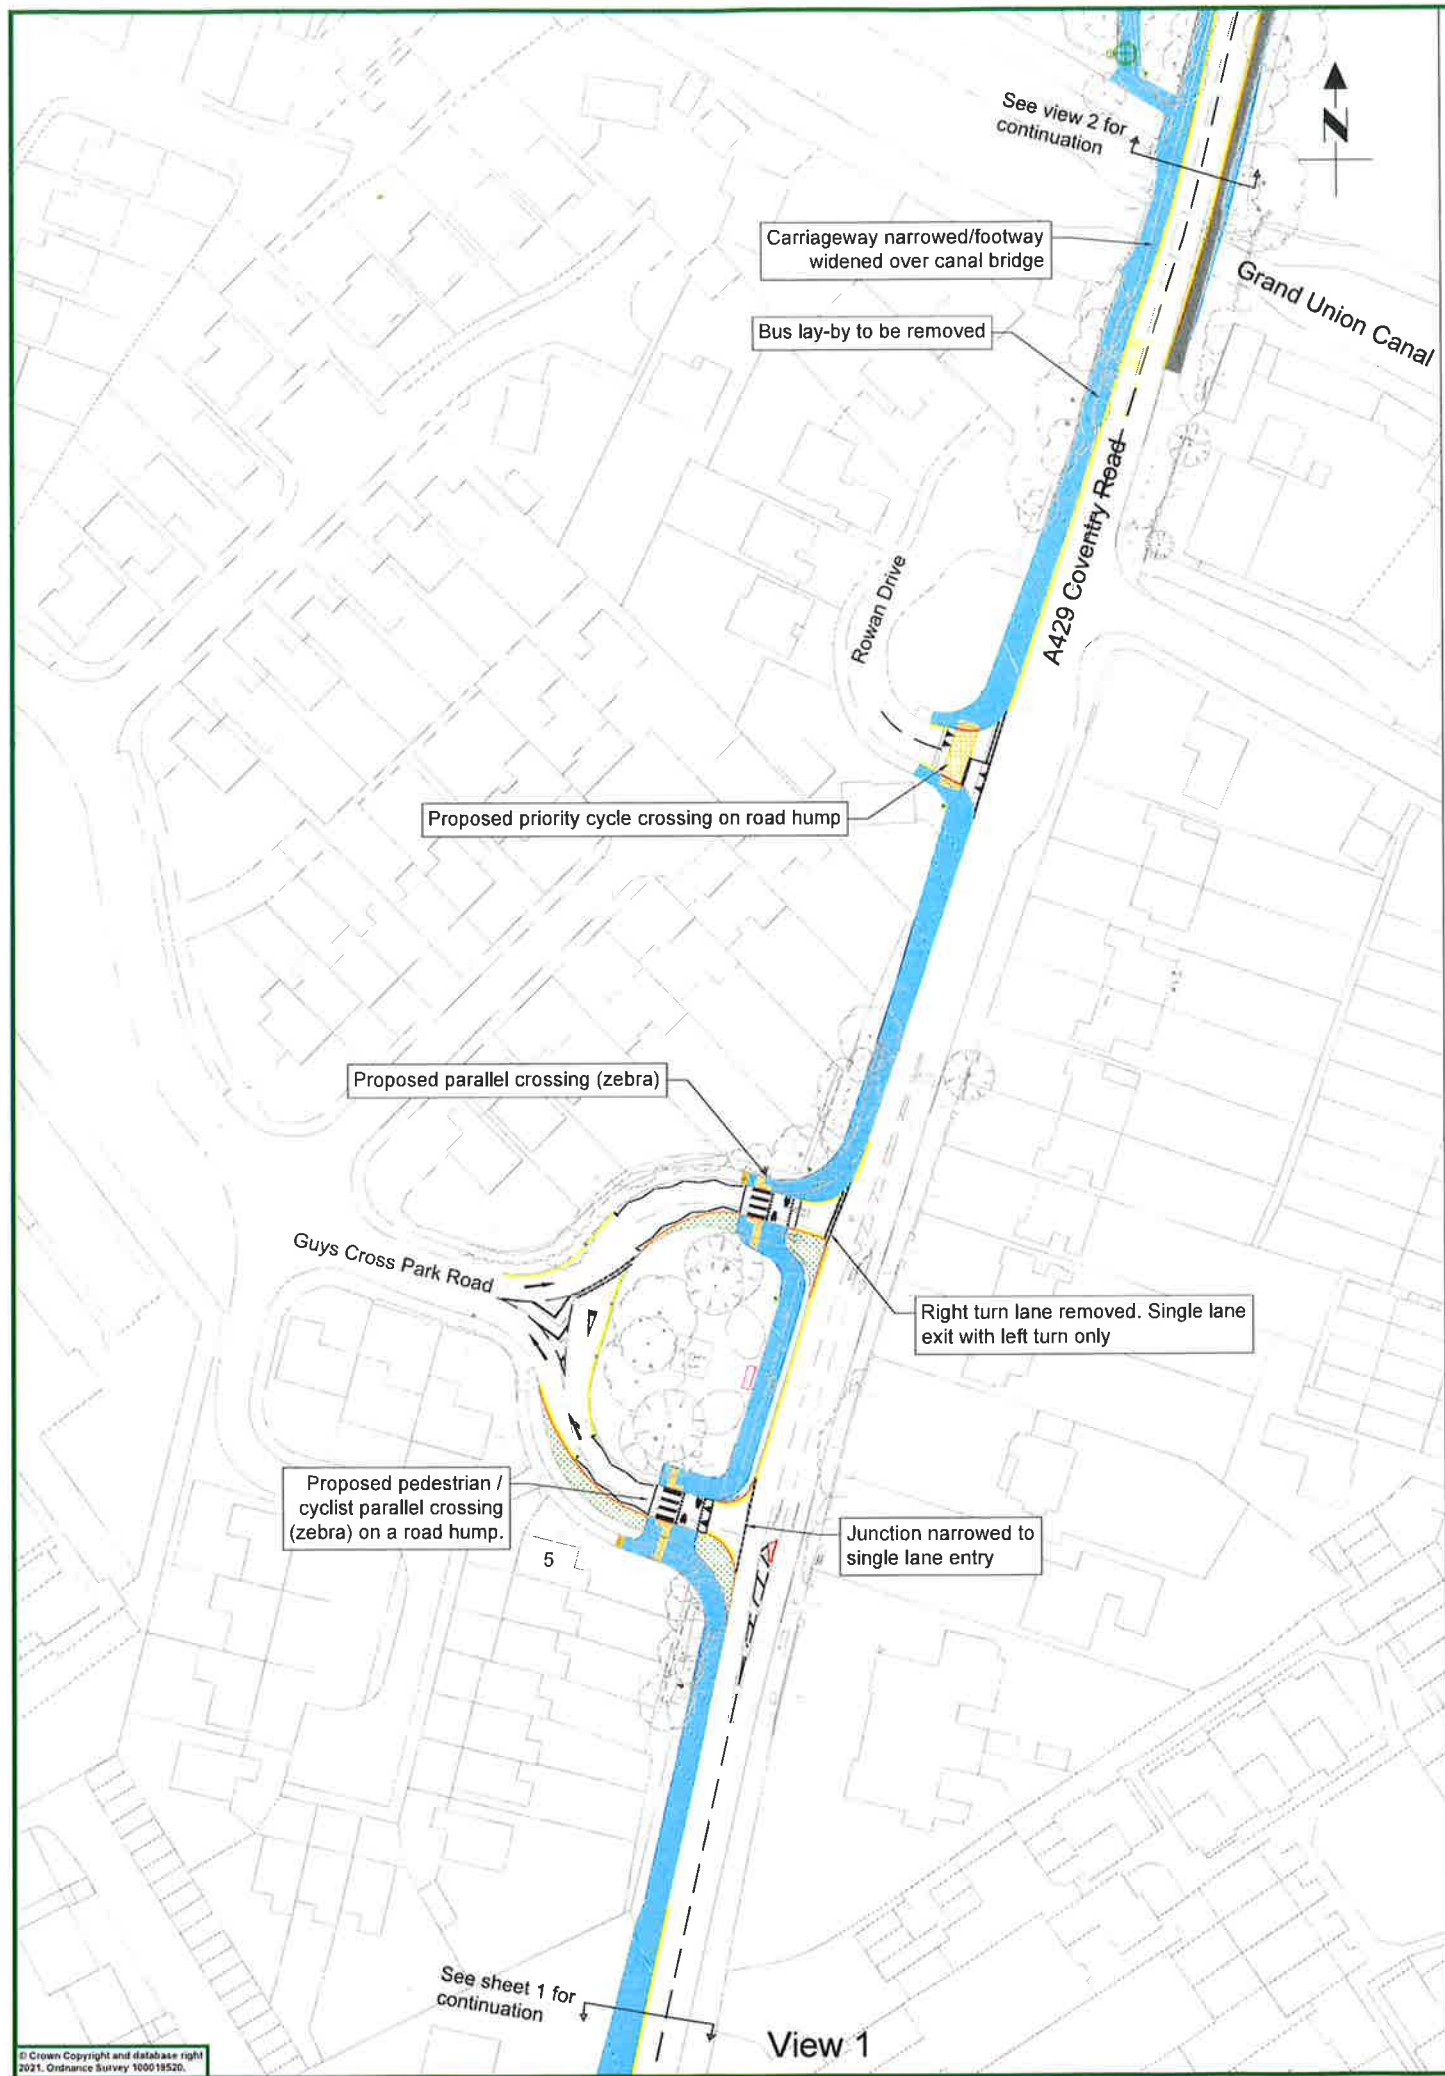 See view 2 for
continuation
N
Carriageway narrowed/footway
widened over canal bridge
Grand Union Canal
Bus lay-by to be removed
A429 Coventry Road
Rowan Drive
Proposed priority cycle crossing on road hump
Proposed parallel crossing (zebra)
Guys Cross Park Road
Right turn lane removed. Single lane
exit with left turn only
Proposed pedestrian /
cyclist parallel crossing
(zebra) on a road hump.
Junction narrowed to
single lane entry
5
See sheet 1 for
continuation
View 1
© Crown Copyright and database right
2021. Ordnance Survey 100019520.